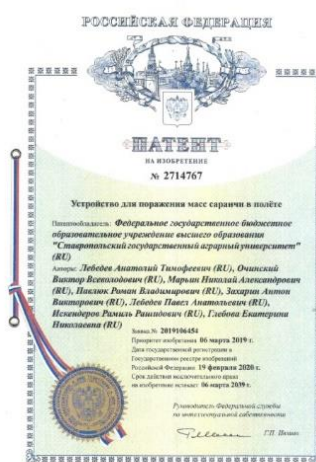 РОССИЙСКАЯ ФЕДЕРАЦИЯ
ПАТЕНТ
НА ИЗОБРЕТЕНИЕ
№ 2714767
Устройство для поражения масс саранчи в полёте
Патентообладатель: Федеральное государственное бюджетное
образовательное учреждение высшего образования
"Ставропольский государственный аграрный университет"
(RU)
Авторы: Лебедев Анатолий Тимофеевич (RU), Очинский
Виктор Всеволодович (RU), Марьин Николай Александрович
(RU), Павлюк Роман Владимирович (RU), Захарин Антон
Викторович (RU), Лебедев Павел Анатольевич (RU),
Искендеров Рамиль Рашидович (RU), Глебова Екатерина
Николаевна (RU)
Заявка № 2019106454
Приоритет изобретения 06 марта 2019 г.
Дата государственной регистрации в
Государственном реестре изобретений
Российской Федерации 19 февраля 2020 г.
Срок действия исключительного права
на изобретение истекает 06 марта 2039 г.
Руководитель Федеральной службы
по интеллектуальной собственности
Г.П. Ивлиев